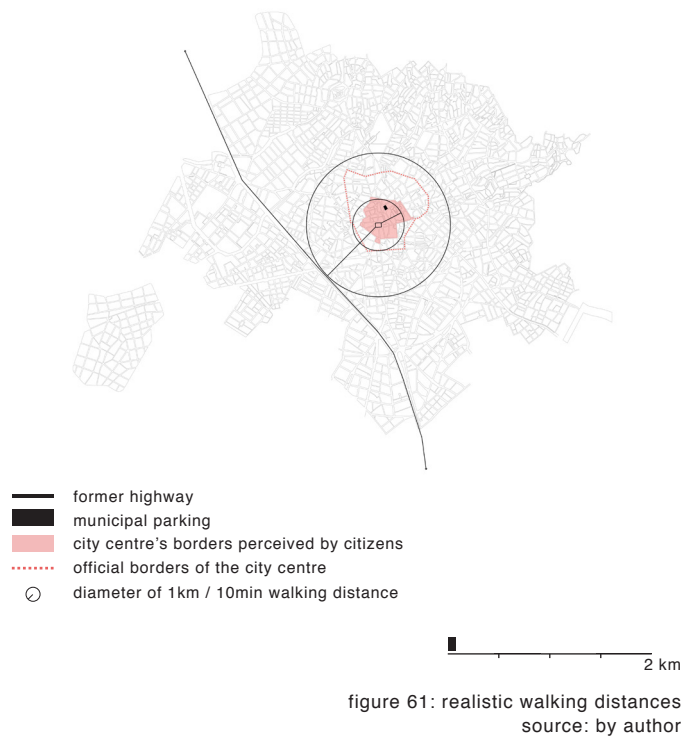 former highway
municipal parking
city centre's borders perceived by citizens
official borders of the city centre
diameter of 1km / 10min walking distance
2 km
figure 61: realistic walking distances
source: by author